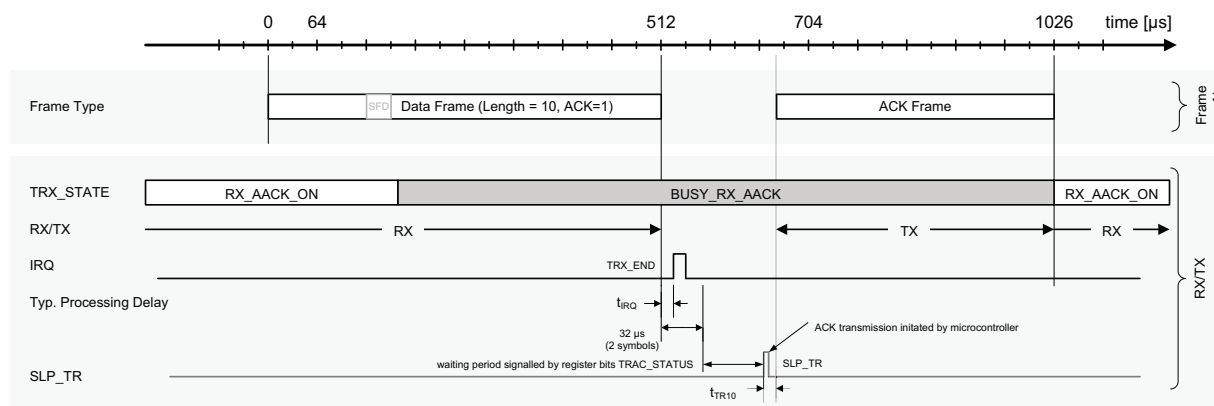 0 64 512 704 1026 time [µs]
Frame Type
SFD
Data Frame (Length = 10, ACK=1)
ACK Frame
Frame
TRX_STATE
RX_AACK_ON
BUSY_RX_AACK
RX_AACK_ON
RX/TX
RX
TX
RX
IRQ
TRX_END
RX/TX
Typ. Processing Delay
tIRQ
32 µs
(2 symbols)
ACK transmission initated by microcontroller
waiting period signalled by register bits TRAC_STATUS
SLP_TR
SLP_TR
tTR10